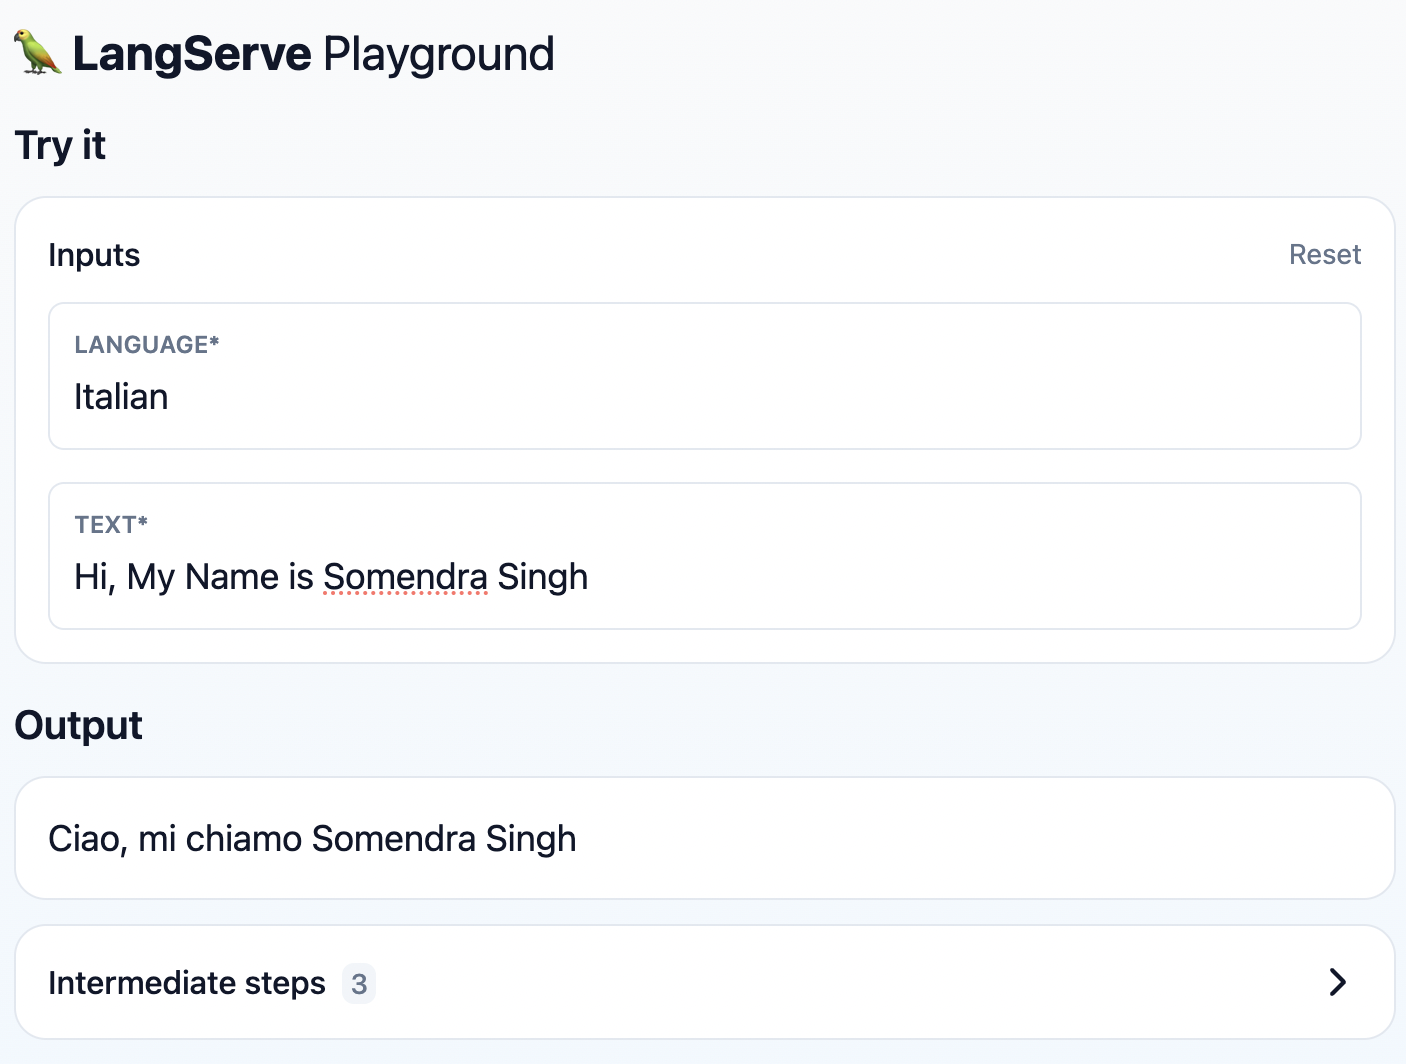 LangServe Playground
Try it
Inputs
Reset
LANGUAGE*
Italian
TEXT*
Hi, My Name is Somendra Singh
Output
Ciao, mi chiamo Somendra Singh
Intermediate steps 3